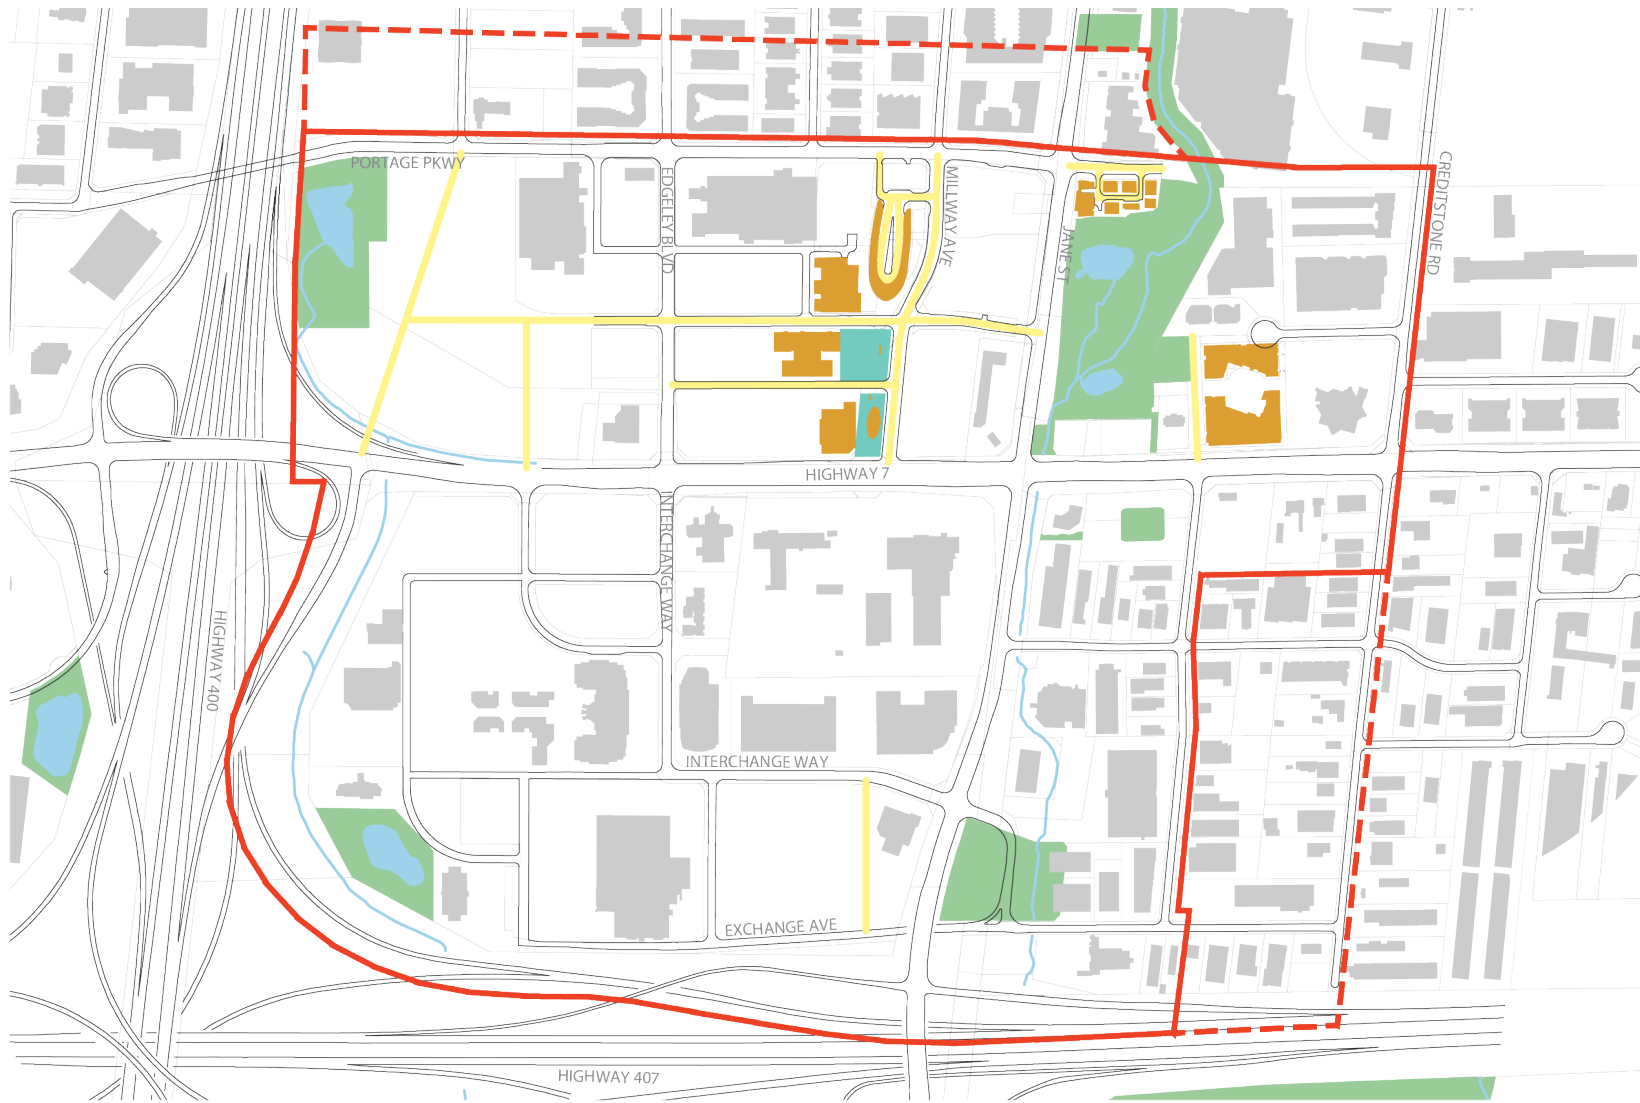 PORTAGE PKWY
EDGELEY BLVD
MILLWAY AVE
JANE ST
CREDITSTONE RD
HIGHWAY 7
INTERCHANGE WAY
HIGHWAY 400
INTERCHANGE WAY
EXCHANGE AVE
HIGHWAY 407